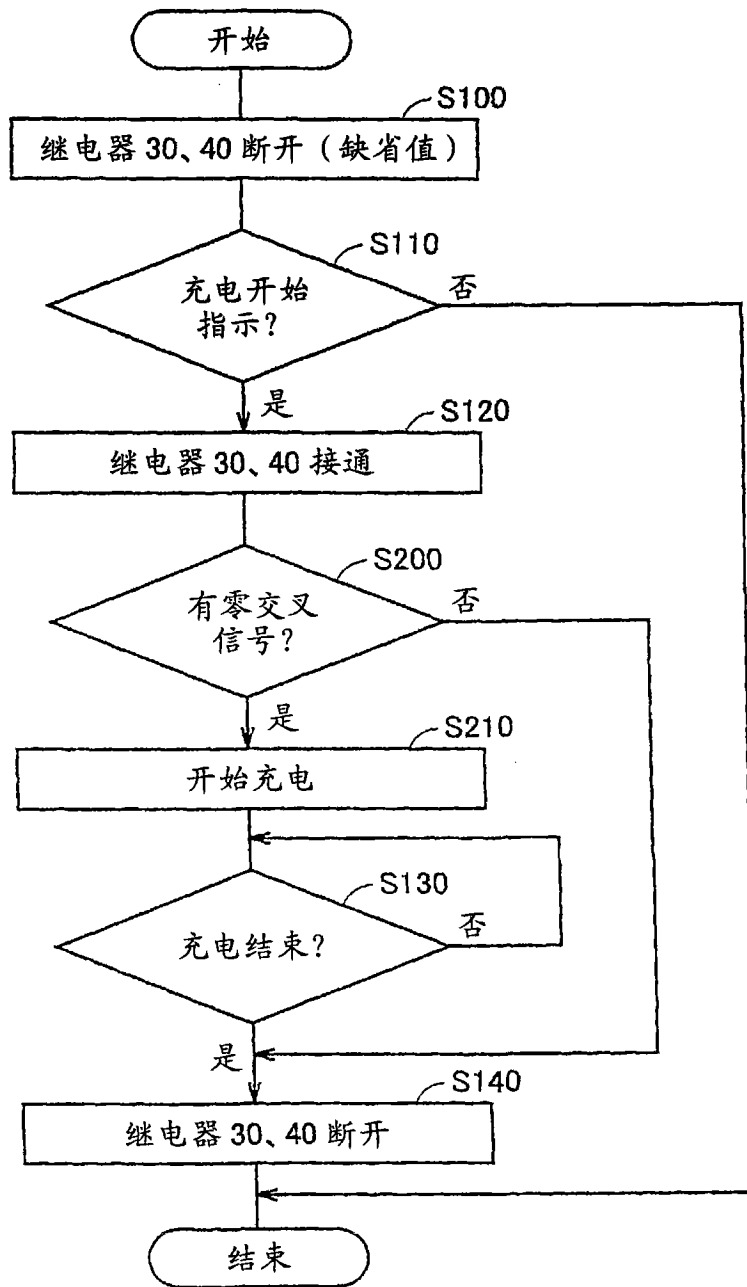 开始
S100
继电器 30、40 断开（缺省值）
S110
充电开始
指示？
否
是
S120
继电器 30、40 接通
S200
有零交叉
信号？
否
是
S210
开始充电
S130
充电结束？
否
是
S140
继电器 30、40 断开
结束